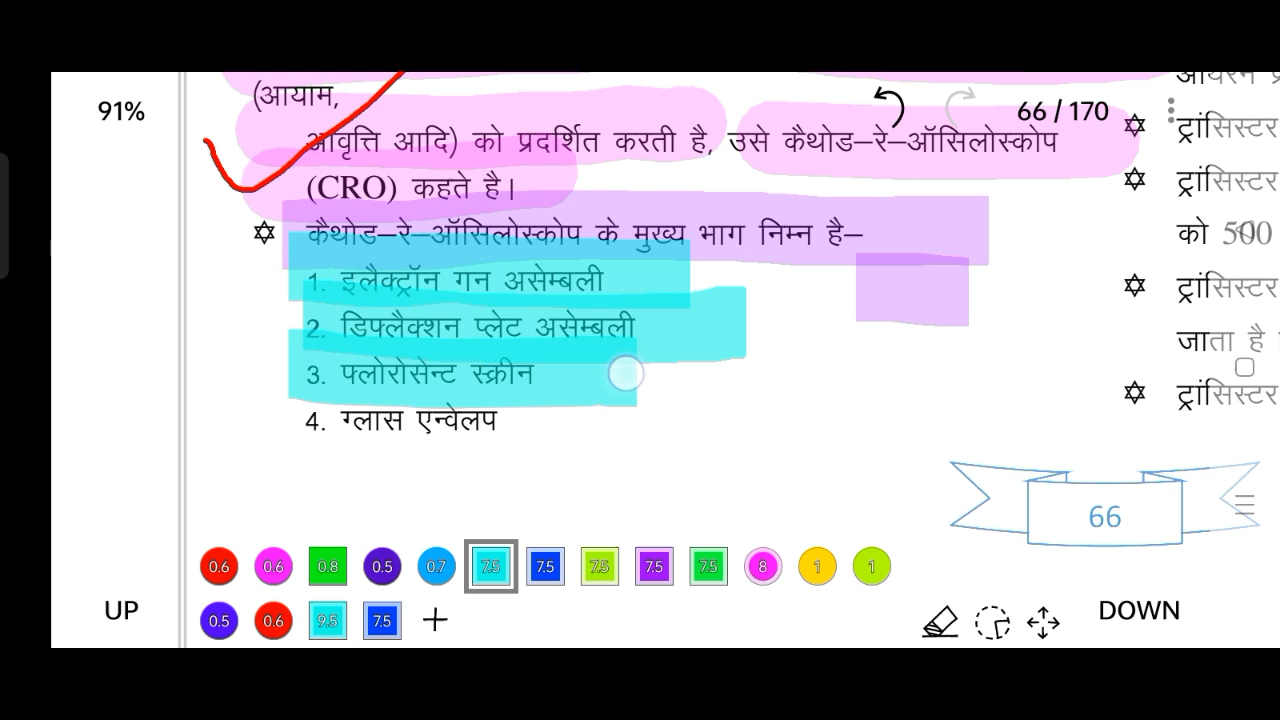 91%
66 / 170
(आयाम,
आवृत्ति आदि) को प्रदर्शित करती है, उसे कैथोड–रे–ऑसिलोस्कोप
(CRO) कहते है।
कैथोड–रे–ऑसिलोस्कोप के मुख्य भाग निम्न है–
1. इलैक्ट्रॉन गन असेम्बली
2. डिफ्लैक्शन प्लेट असेम्बली
3. फ्लोरोसेन्ट स्क्रीन
4. ग्लास एन्वेलप
ट्रांसिस्टर
ट्रांसिस्टर
को 500
ट्रांसिस्टर
जाता है
ट्रांसिस्टर
66
0.6 0.6 0.8 0.5 0.7 7.5 7.5 7.5 7.5 7.5 8 1 1
0.5 0.6 9.5 7.5
UP
DOWN